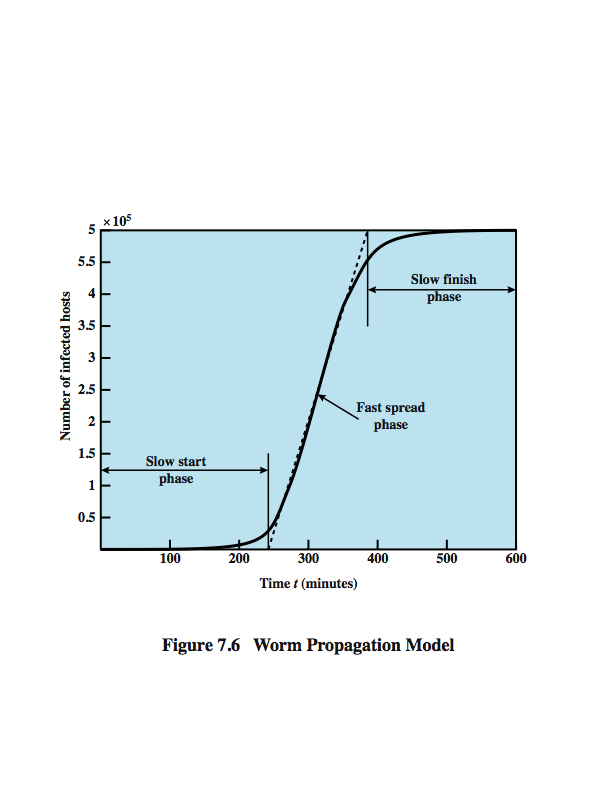 5 ×10⁵
5.5
4
3.5
3
2.5
2
1.5
1
0.5
Number of infected hosts
Slow finish
phase
Fast spread
phase
Slow start
phase
100 200 300 400 500 600
Time t (minutes)
Figure 7.6 Worm Propagation Model